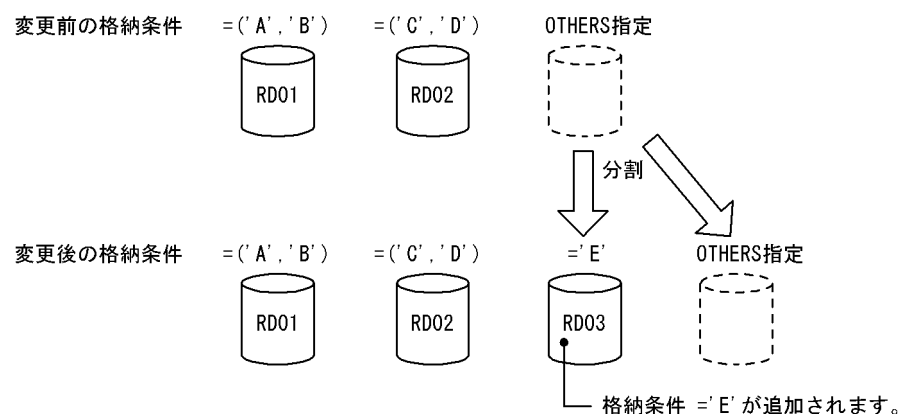 変更前の格納条件 =('A','B') =('C','D') OTHERS指定
RD01 RD02
分割
変更後の格納条件 =('A','B') =('C','D') ='E' OTHERS指定
RD01 RD02 RD03
格納条件 ='E'が追加されます。